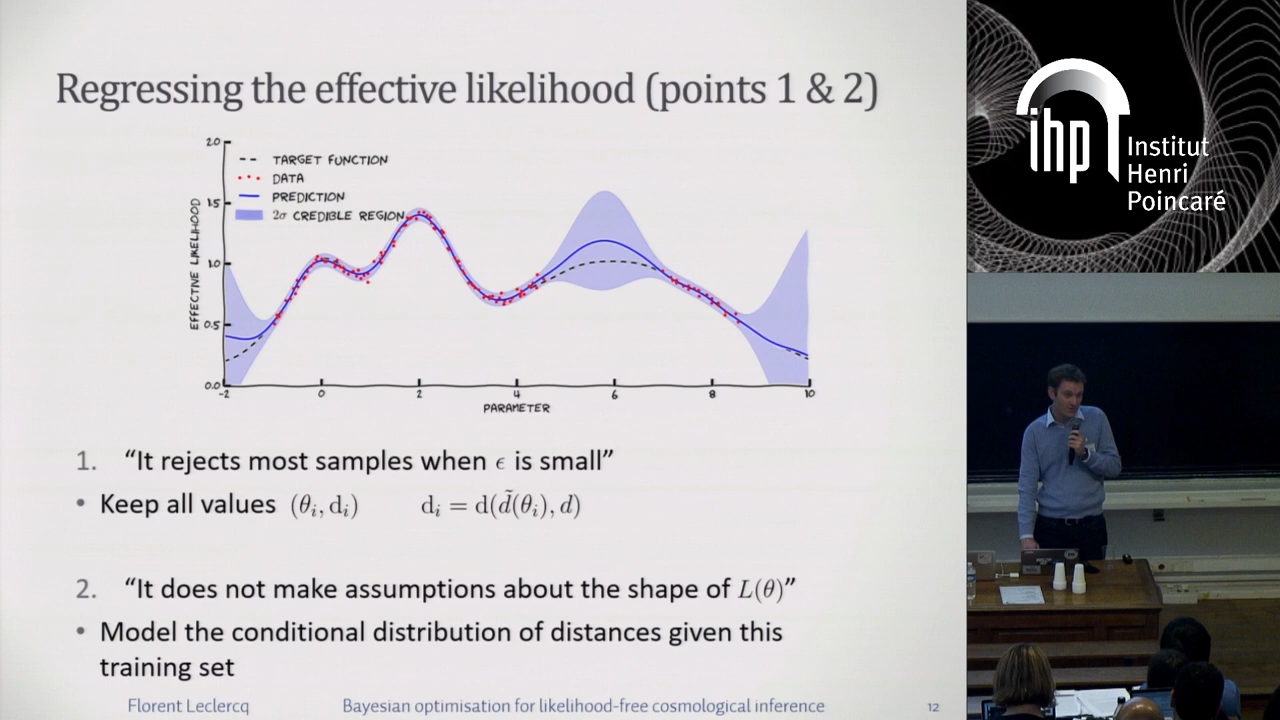 Regressing the effective likelihood (points 1 & 2)
2.0
1.5
1.0
0.5
0.0
EFFECTIVE LIKELIHOOD
-- TARGET FUNCTION
DATA
PREDICTION
2σ CREDIBLE REGION
-2 0 2 4 6 8 10
PARAMETER
1. “It rejects most samples when ϵ is small”
• Keep all values (θᵢ, dᵢ) dᵢ = d(d̃(θᵢ), d)
2. “It does not make assumptions about the shape of L(θ)”
• Model the conditional distribution of distances given this
training set
Florent Leclercq Bayesian optimisation for likelihood-free cosmological inference 12
ihp
Institut
Henri
Poincaré